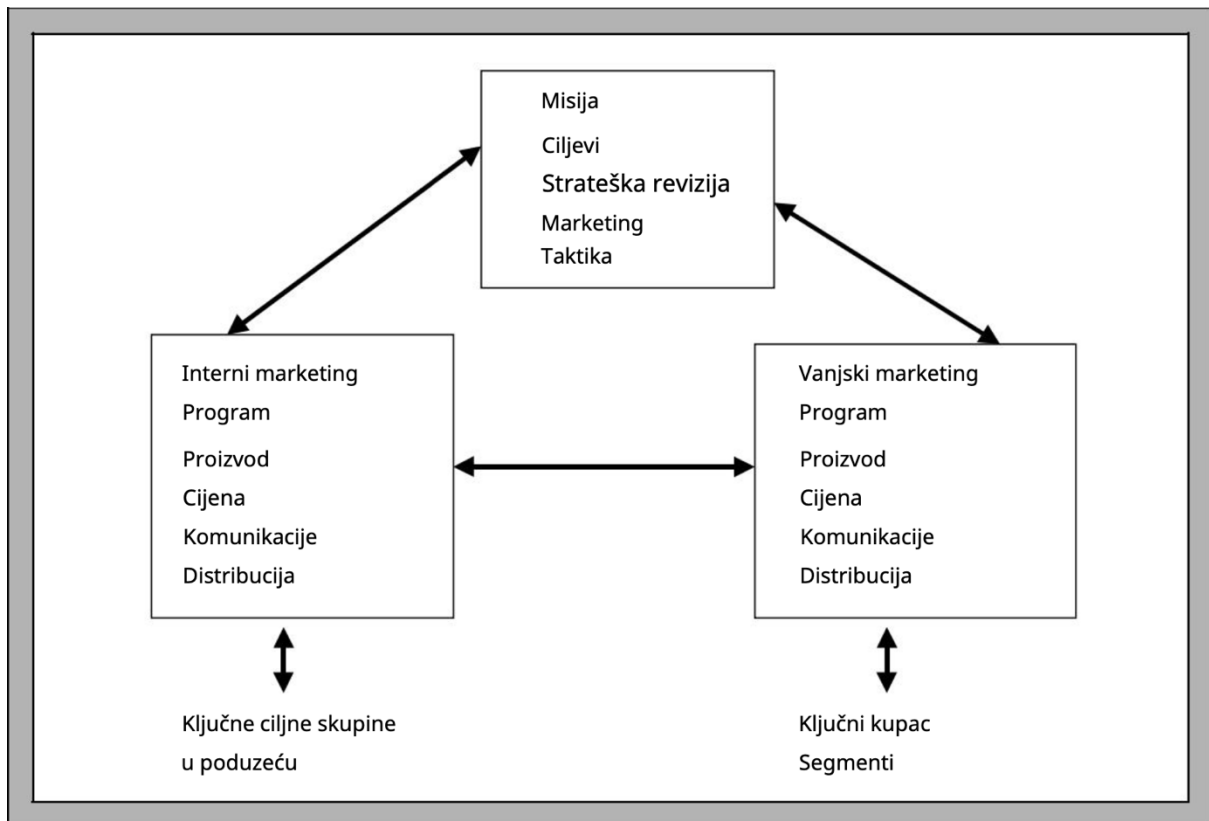 Misija
Ciljevi
Strateška revizija
Marketing
Taktika
Interni marketing
Program
Proizvod
Cijena
Komunikacije
Distribucija
Vanjski marketing
Program
Proizvod
Cijena
Komunikacije
Distribucija
Ključne ciljne skupine
u poduzeću
Ključni kupac
Segmenti